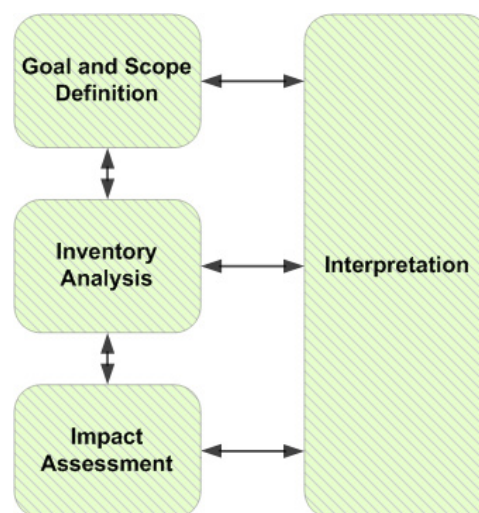 Goal and Scope
Definition
Inventory
Analysis
Interpretation
Impact
Assessment